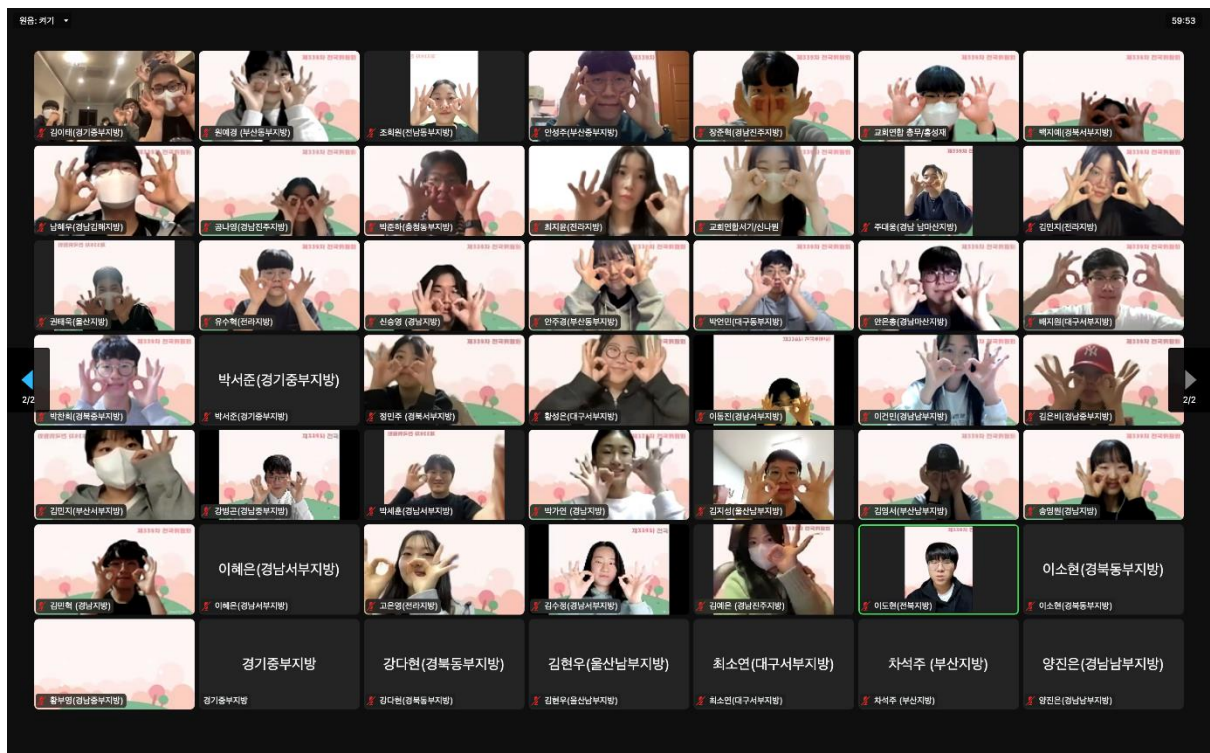 원음: 켜기
59:53
제339차 전국위원회
김이태(경기중부지방)
원예경 (부산동부지방)
조희원(전남동부지방)
안성주(부산중부지방)
장준혁(경남진주지방)
교회연합 총무/홍성재
백지예(경북서부지방)
남혜우(경남김해지방)
공나영(경남진주지방)
박준하(충청동부지방)
최지윤(전라지방)
교회연합서기/신나원
주대웅(경남 남마산지방)
김민지(전라지방)
권태욱(울산지방)
유수혁(전라지방)
신승영 (경남지방)
안주경(부산동부지방)
박언민(대구동부지방)
안은총(경남마산지방)
배지원(대구서부지방)
2/2
박찬희(경북중부지방)
박서준(경기중부지방)
박서준(경기중부지방)
정민주 (경북서부지방)
황성은(대구서부지방)
이동진(경남서부지방)
이건민(경남남부지방)
김은비(경남중부지방)
2/2
김민지(부산서부지방)
강병곤(경남중부지방)
박세훈(경남서부지방)
박가연 (경남지방)
김지성(울산남부지방)
김영서(부산남부지방)
송영원(경남지방)
김민혁 (경남지방)
이혜은(경남서부지방)
이혜은(경남서부지방)
고은영(전라지방)
김수정(경남서부지방)
김예은 (경남진주지방)
이도현(전북지방)
이소현(경북동부지방)
이소현(경북동부지방)
황부영(경남중부지방)
경기중부지방
경기중부지방
강다현(경북동부지방)
강다현(경북동부지방)
김현우(울산남부지방)
김현우(울산남부지방)
최소연(대구서부지방)
최소연(대구서부지방)
차석주 (부산지방)
차석주 (부산지방)
양진은(경남남부지방)
양진은(경남남부지방)